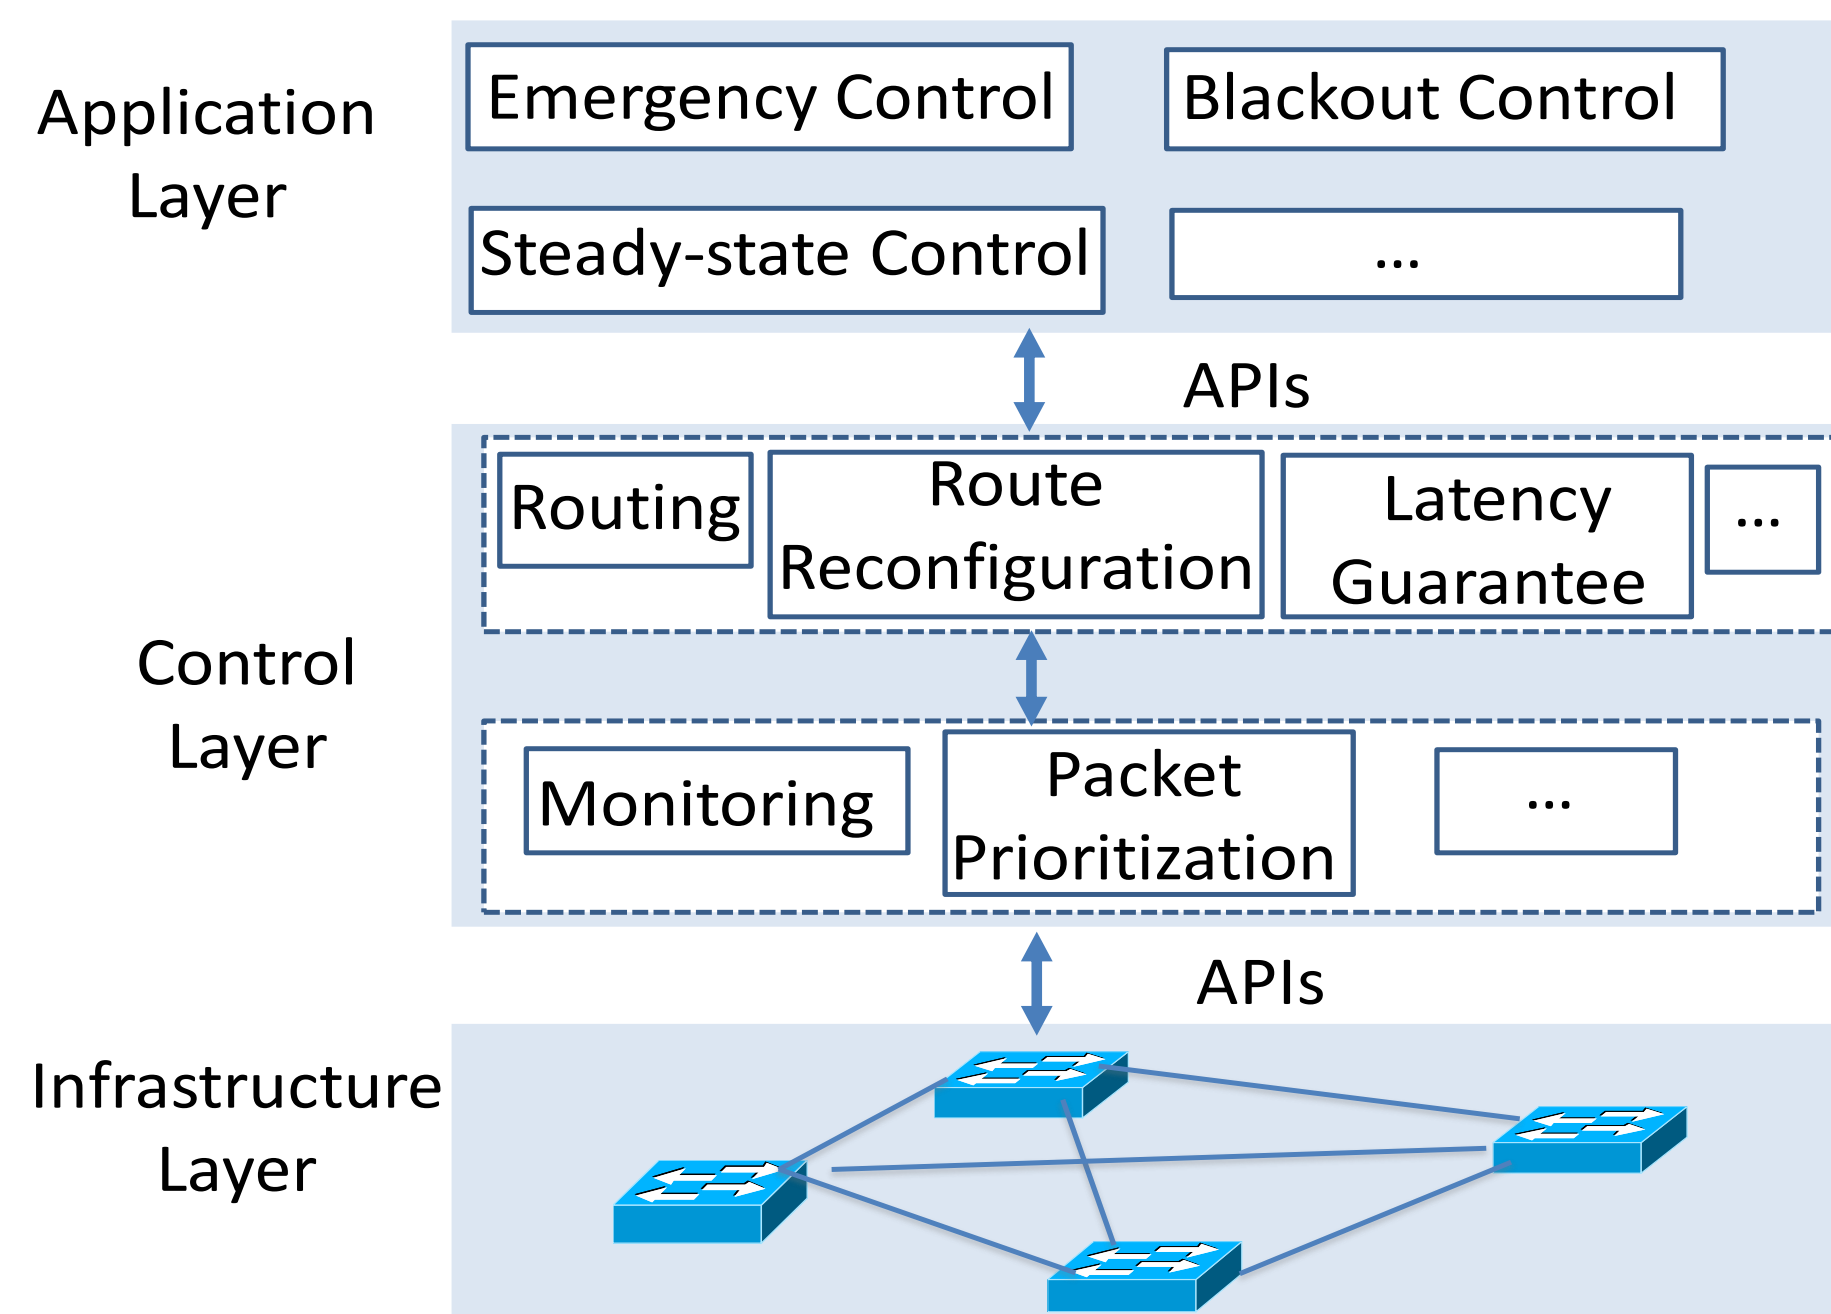 Application
Layer
Emergency Control
Blackout Control
Steady-state Control
...
APIs
Control
Layer
Routing
Route
Reconfiguration
Latency
Guarantee
...
Monitoring
Packet
Prioritization
...
APIs
Infrastructure
Layer